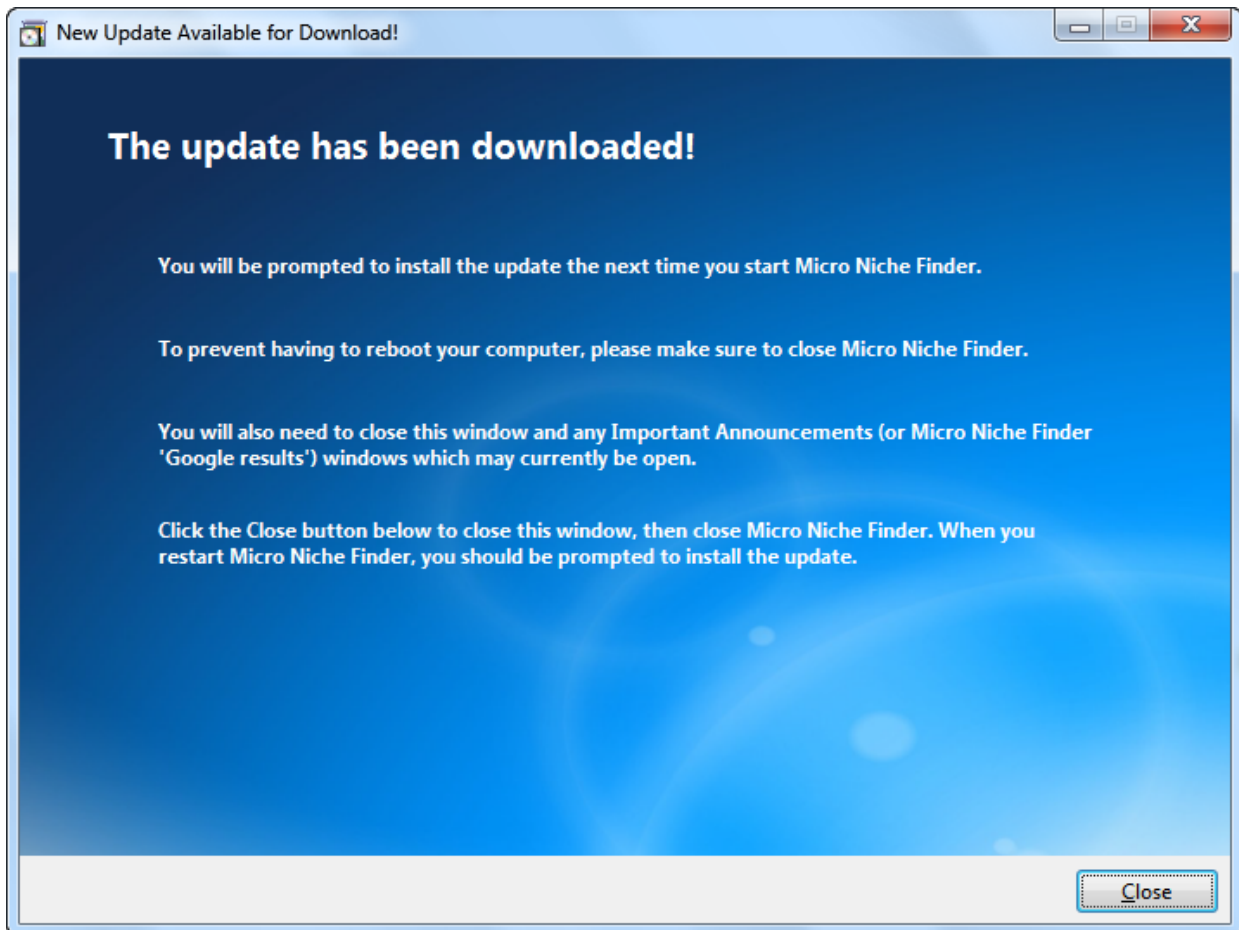 New Update Available for Download!
The update has been downloaded!
You will be prompted to install the update the next time you start Micro Niche Finder.
To prevent having to reboot your computer, please make sure to close Micro Niche Finder.
You will also need to close this window and any Important Announcements (or Micro Niche Finder
'Google results') windows which may currently be open.
Click the Close button below to close this window, then close Micro Niche Finder. When you
restart Micro Niche Finder, you should be prompted to install the update.
Close